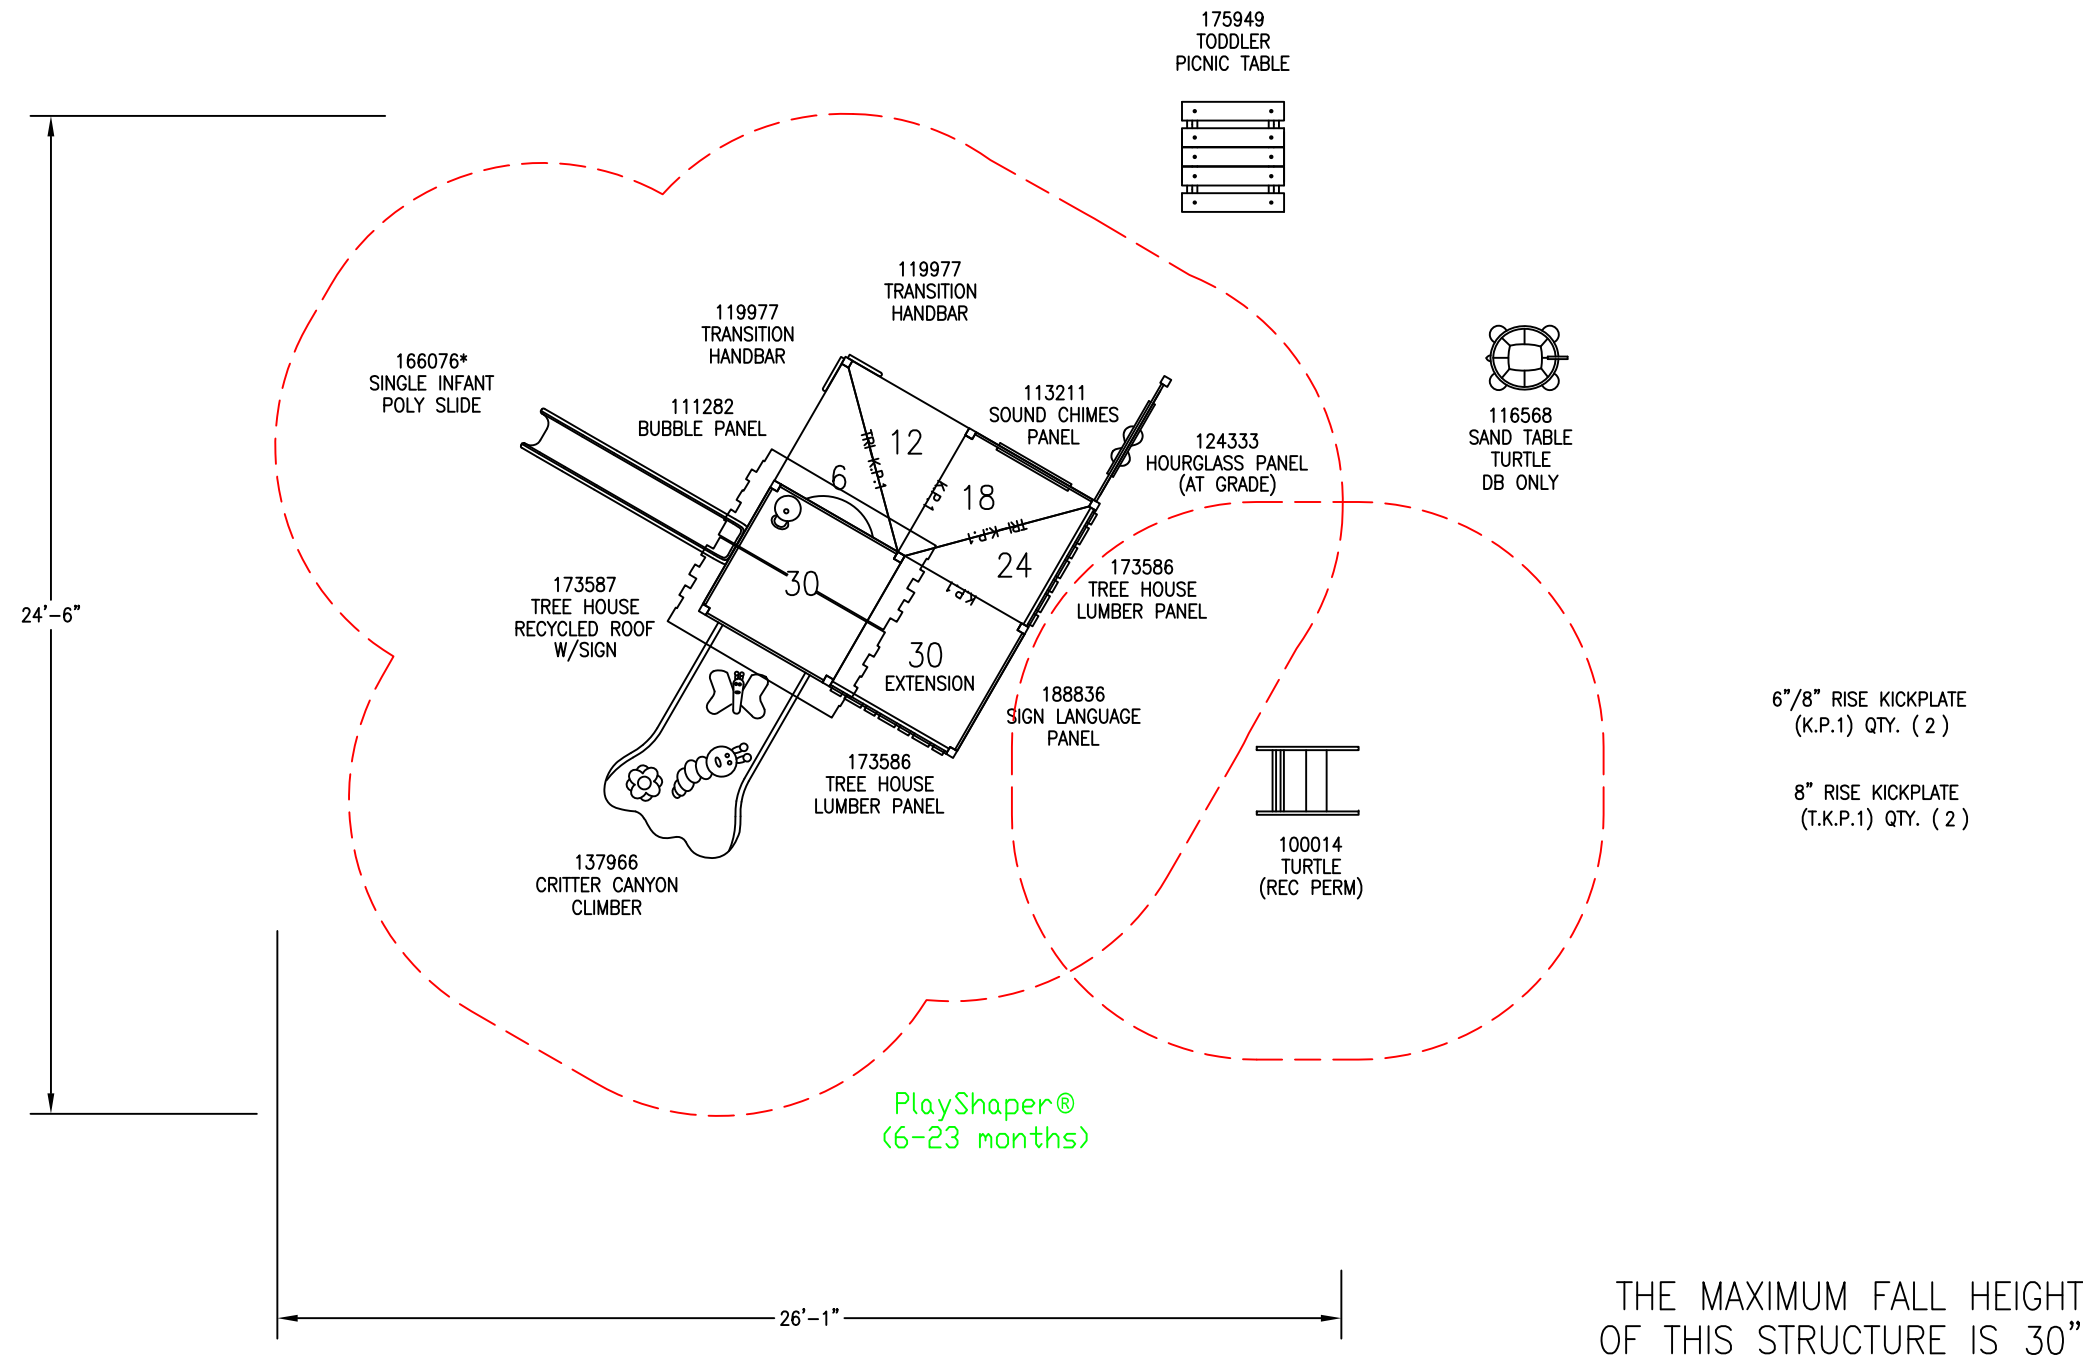 175949
TODDLER
PICNIC TABLE
119977
TRANSITION
HANDBAR
119977
TRANSITION
HANDBAR
166076*
SINGLE INFANT
POLY SLIDE
111282
BUBBLE PANEL
113211
SOUND CHIMES
PANEL
124333
HOURGLASS PANEL
(AT GRADE)
116568
SAND TABLE
TURTLE
DB ONLY
12
TRI K.P.1
6
K.P.1
18
TRI K.P.1
24
K.P.1
30
30
EXTENSION
173587
TREE HOUSE
RECYCLED ROOF
W/SIGN
173586
TREE HOUSE
LUMBER PANEL
24'-6"
188836
SIGN LANGUAGE
PANEL
173586
TREE HOUSE
LUMBER PANEL
6"/8" RISE KICKPLATE
(K.P.1) QTY. ( 2 )
8" RISE KICKPLATE
(T.K.P.1) QTY. ( 2 )
137966
CRITTER CANYON
CLIMBER
100014
TURTLE
(REC PERM)
PlayShaper®
(6-23 months)
26'-1"
THE MAXIMUM FALL HEIGHT
OF THIS STRUCTURE IS 30"